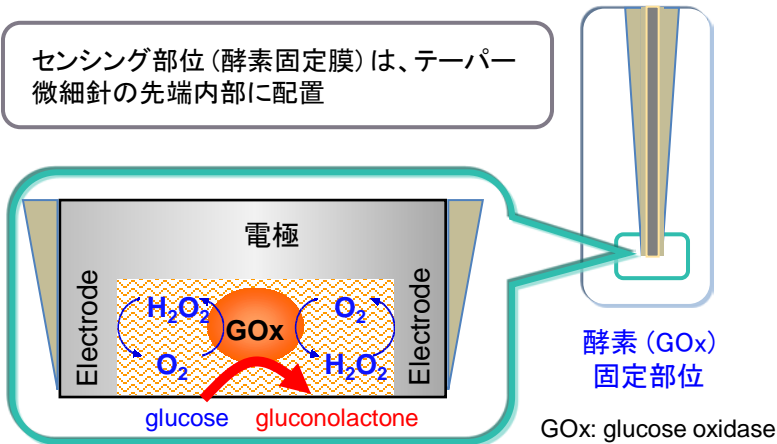 センシング部位(酵素固定膜)は、テーパー
微細針の先端内部に配置
電極
Electrode
H₂O₂
O₂
GOx
O₂
H₂O₂
Electrode
glucose gluconolactone
酵素(GOx)
固定部位
GOx: glucose oxidase